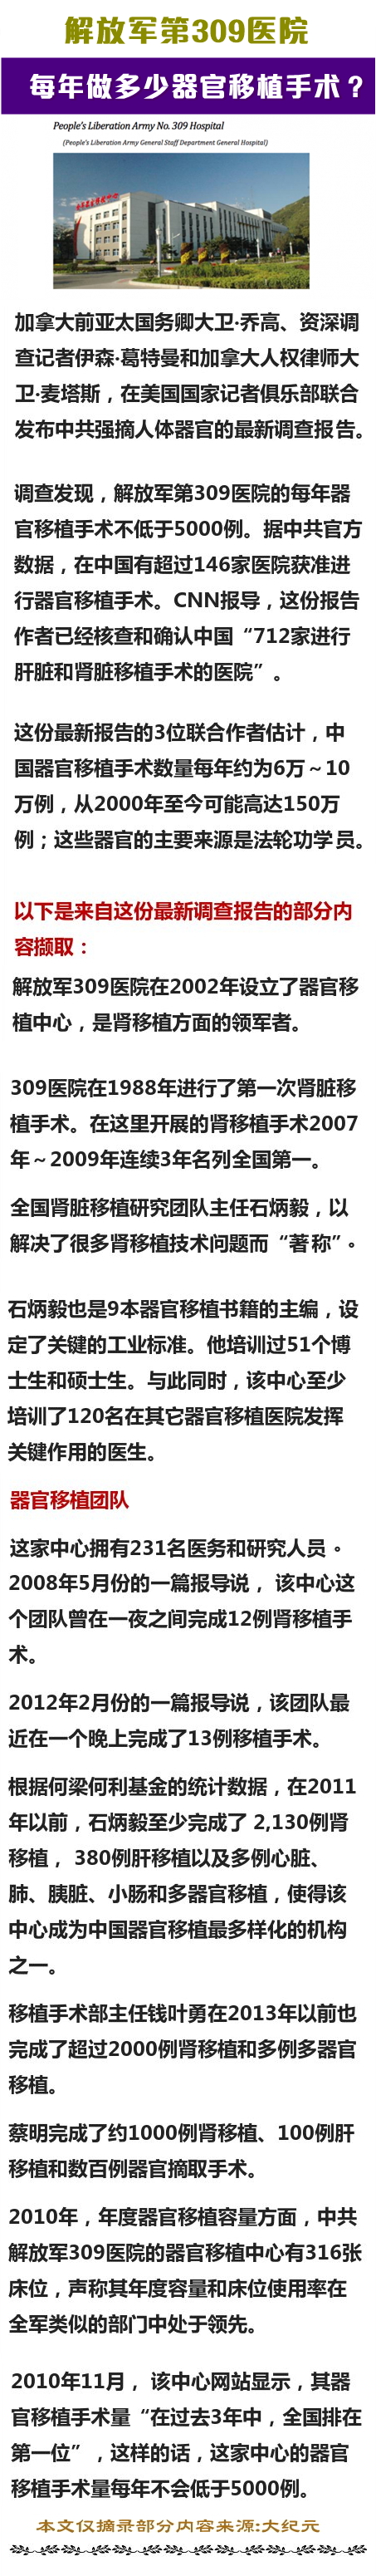 解放军第309医院
每年做多少器官移植手术？
People's Liberation Army No. 309 Hospital
(People's Liberation Army General Staff Department General Hospital)
加拿大前亚太国务卿大卫·乔高、资深调
查记者伊森·葛特曼和加拿大人权律师大
卫·麦塔斯，在美国国家记者俱乐部联合
发布中共强摘人体器官的最新调查报告。
调查发现，解放军第309医院的每年器
官移植手术不低于5000例。据中共官方
数据，在中国有超过146家医院获准进
行器官移植手术。CNN报导，这份报告
作者已经核查和确认中国“712家进行
肝脏和肾脏移植手术的医院”。
这份最新报告的3位联合作者估计，中
国器官移植手术数量每年约为6万～10
万例，从2000年至今可能高达150万
例；这些器官的主要来源是法轮功学员。
以下是来自这份最新调查报告的部分内
容撷取：
解放军309医院在2002年设立了器官移
植中心，是肾移植方面的领军者。
309医院在1988年进行了第一次肾脏移
植手术。在这里开展的肾移植手术2007
年～2009年连续3年名列全国第一。
全国肾脏移植研究团队主任石炳毅，以
解决了很多肾移植技术问题而“著称”。
石炳毅也是9本器官移植书籍的主编，设
定了关键的工业标准。他培训过51个博
士生和硕士生。与此同时，该中心至少
培训了120名在其它器官移植医院发挥
关键作用的医生。
器官移植团队
这家中心拥有231名医务和研究人员。
2008年5月份的一篇报导说， 该中心这
个团队曾在一夜之间完成12例肾移植手
术。
2012年2月份的一篇报导说，该团队最
近在一个晚上完成了13例移植手术。
根据何梁何利基金的统计数据，在2011
年以前，石炳毅至少完成了 2,130例肾
移植， 380例肝移植以及多例心脏、
肺、胰脏、小肠和多器官移植，使得该
中心成为中国器官移植最多样化的机构
之一。
移植手术部主任钱叶勇在2013年以前也
完成了超过2000例肾移植和多例多器官
移植。
蔡明完成了约1000例肾移植、100例肝
移植和数百例器官摘取手术。
2010年，年度器官移植容量方面，中共
解放军309医院的器官移植中心有316张
床位，声称其年度容量和床位使用率在
全军类似的部门中处于领先。
2010年11月， 该中心网站显示，其器
官移植手术量“在过去3年中，全国排在
第一位”，这样的话，这家中心的器官
移植手术量每年不会低于5000例。
本文仅摘录部分内容来源:大纪元